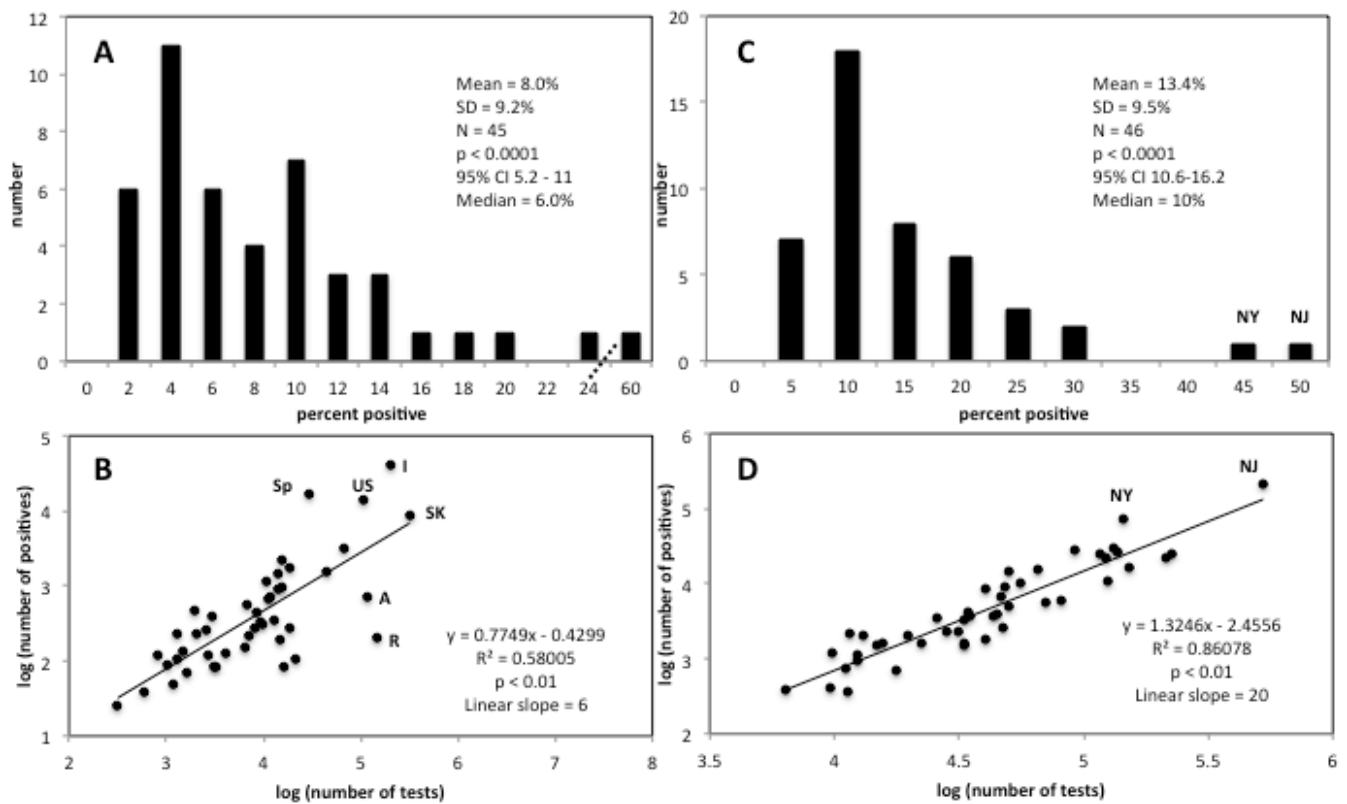 A
12
10
8
6
4
2
0
number
Mean = 8.0%
SD = 9.2%
N = 45
p < 0.0001
95% CI 5.2 - 11
Median = 6.0%
0 2 4 6 8 10 12 14 16 18 20 22 24 60
percent positive
C
20
15
10
5
0
number
Mean = 13.4%
SD = 9.5%
N = 46
p < 0.0001
95% CI 10.6-16.2
Median = 10%
NY NJ
0 5 10 15 20 25 30 35 40 45 50
percent positive
B
5
4
3
2
1
log (number of positives)
I
Sp
US
SK
A
R
y = 0.7749x - 0.4299
R² = 0.58005
p < 0.01
Linear slope = 6
2 3 4 5 6 7 8
log (number of tests)
D
6
5
4
3
2
log (number of positives)
NJ
NY
y = 1.3246x - 2.4556
R² = 0.86078
p < 0.01
Linear slope = 20
3.5 4 4.5 5 5.5 6
log (number of tests)